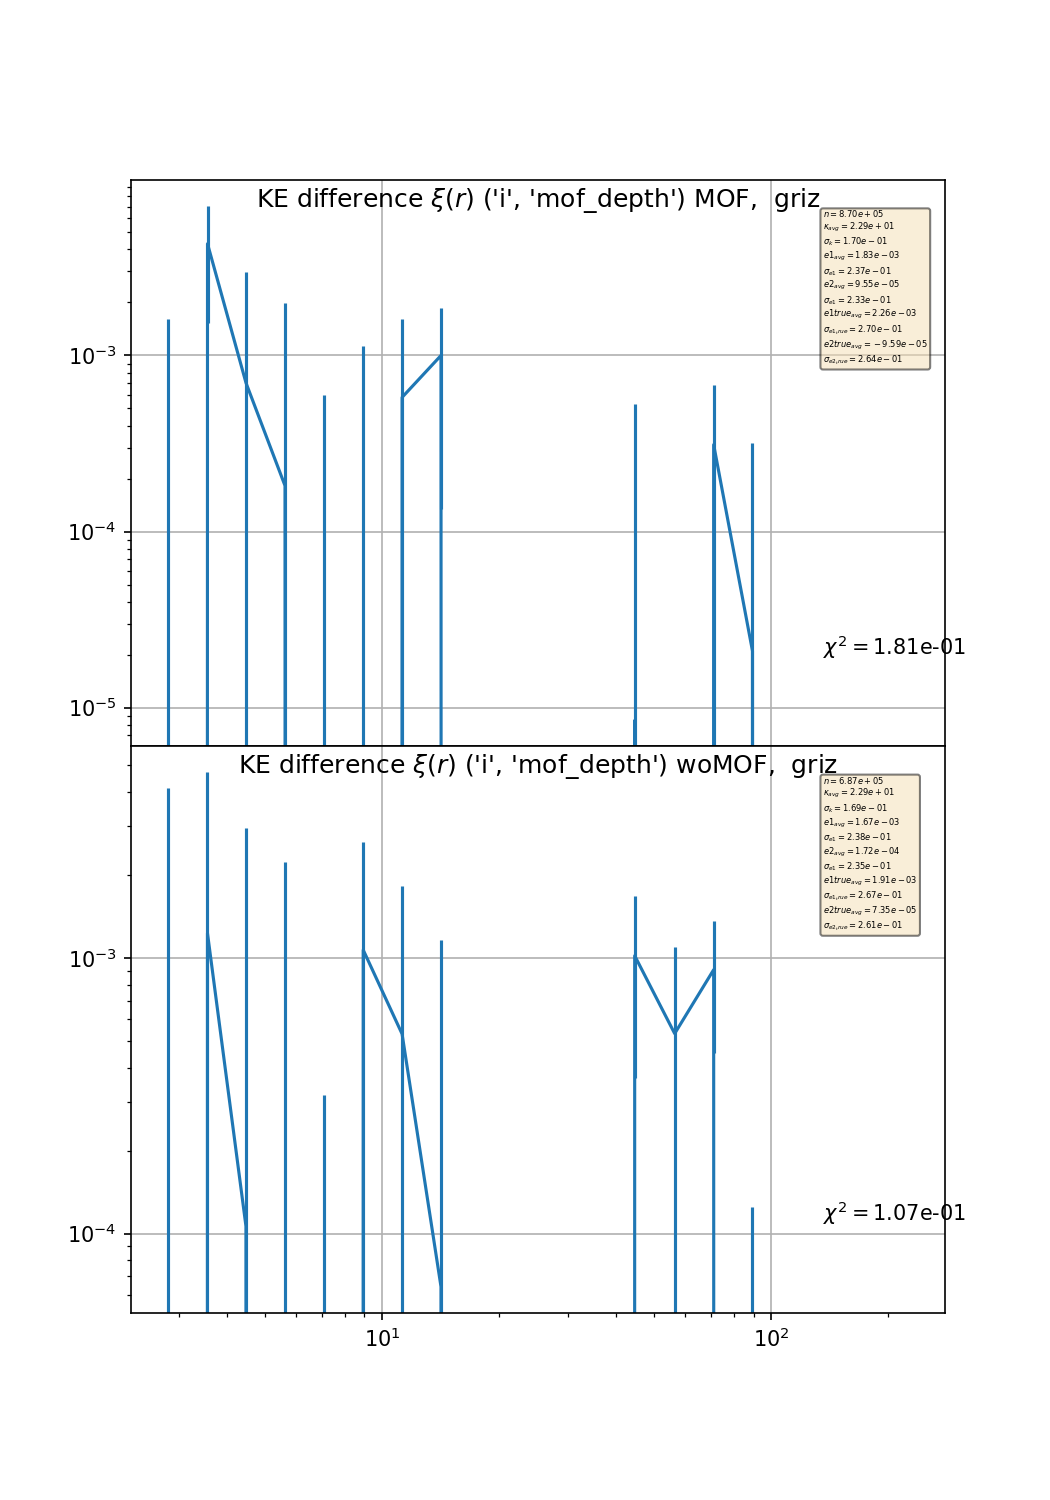 KE difference ξ(r) ('i', 'mof_depth') MOF, griz
n = 8.70e + 05
κavg = 2.29e + 01
σk = 1.70e − 01
e1avg = 1.83e − 03
σe1 = 2.37e − 01
e2avg = 9.55e − 05
σe1 = 2.33e − 01
e1trueavg = 2.26e − 03
σe1,true = 2.70e − 01
e2trueavg = − 9.59e − 05
σe2,true = 2.64e − 01
10⁻³
10⁻⁴
χ² = 1.81e-01
10⁻⁵
KE difference ξ(r) ('i', 'mof_depth') woMOF, griz
n = 6.87e + 05
κavg = 2.29e + 01
σk = 1.69e − 01
e1avg = 1.67e − 03
σe1 = 2.38e − 01
e2avg = 1.72e − 04
σe1 = 2.35e − 01
e1trueavg = 1.91e − 03
σe1,true = 2.67e − 01
e2trueavg = 7.35e − 05
σe2,true = 2.61e − 01
10⁻³
χ² = 1.07e-01
10⁻⁴
10¹ 10²